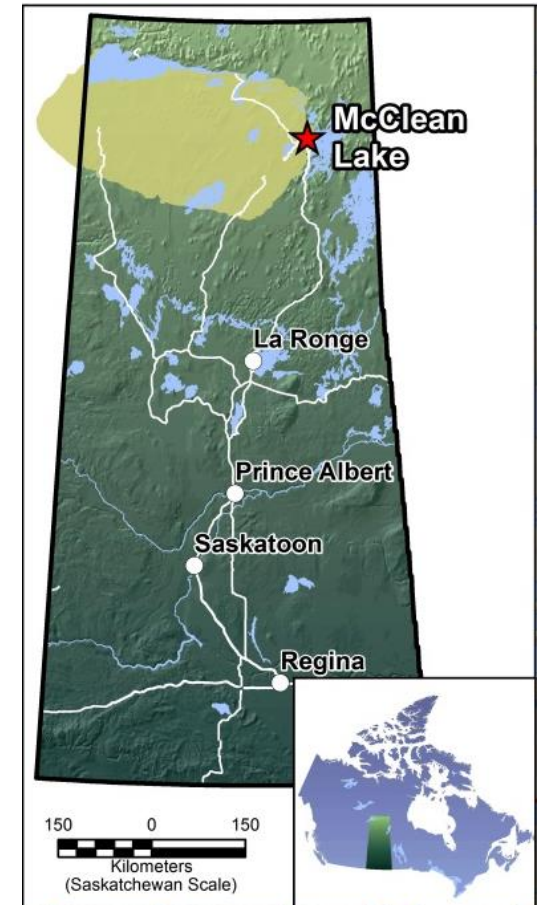 McClean
Lake
La Ronge
Prince Albert
Saskatoon
Regina
150 0 150
Kilometers
(Saskatchewan Scale)